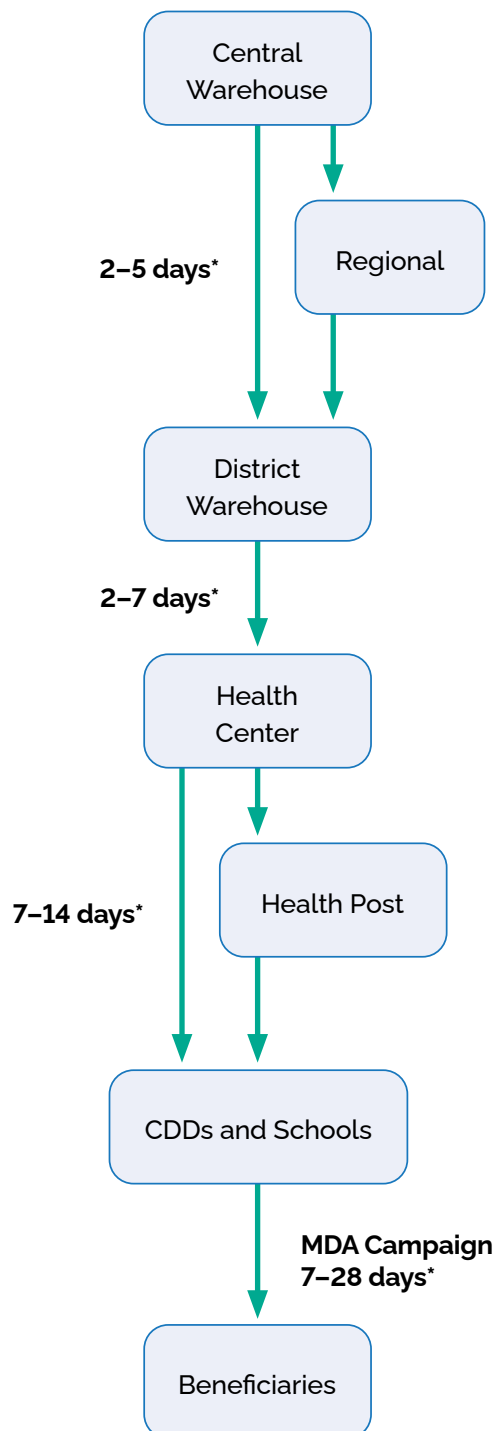 Central
Warehouse
2–5 days*
Regional
District
Warehouse
2–7 days*
Health
Center
7–14 days*
Health Post
CDDs and Schools
MDA Campaign
7–28 days*
Beneficiaries